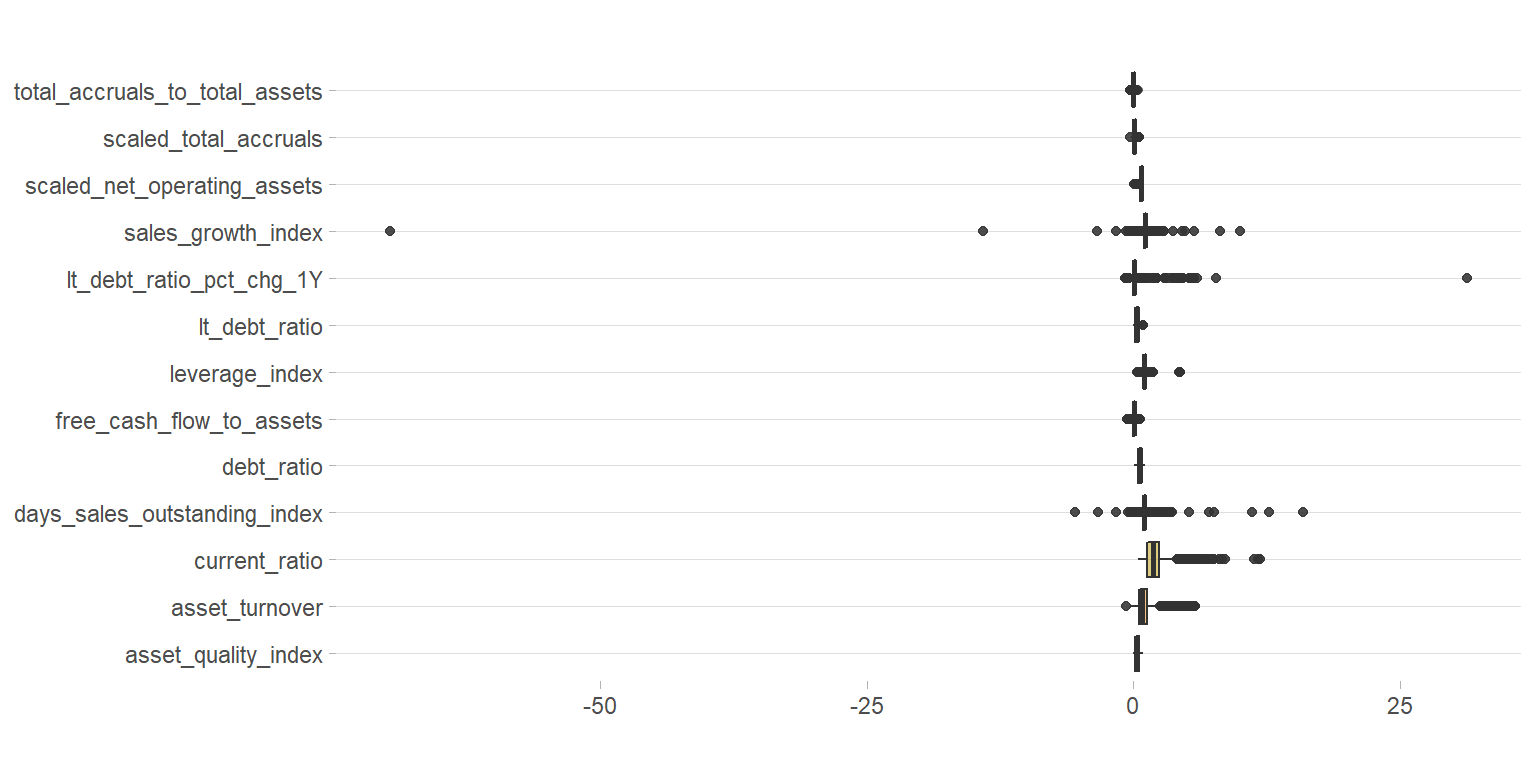 total_accruals_to_total_assets
scaled_total_accruals
scaled_net_operating_assets
sales_growth_index
lt_debt_ratio_pct_chg_1Y
lt_debt_ratio
leverage_index
free_cash_flow_to_assets
debt_ratio
days_sales_outstanding_index
current_ratio
asset_turnover
asset_quality_index
-50 -25 0 25